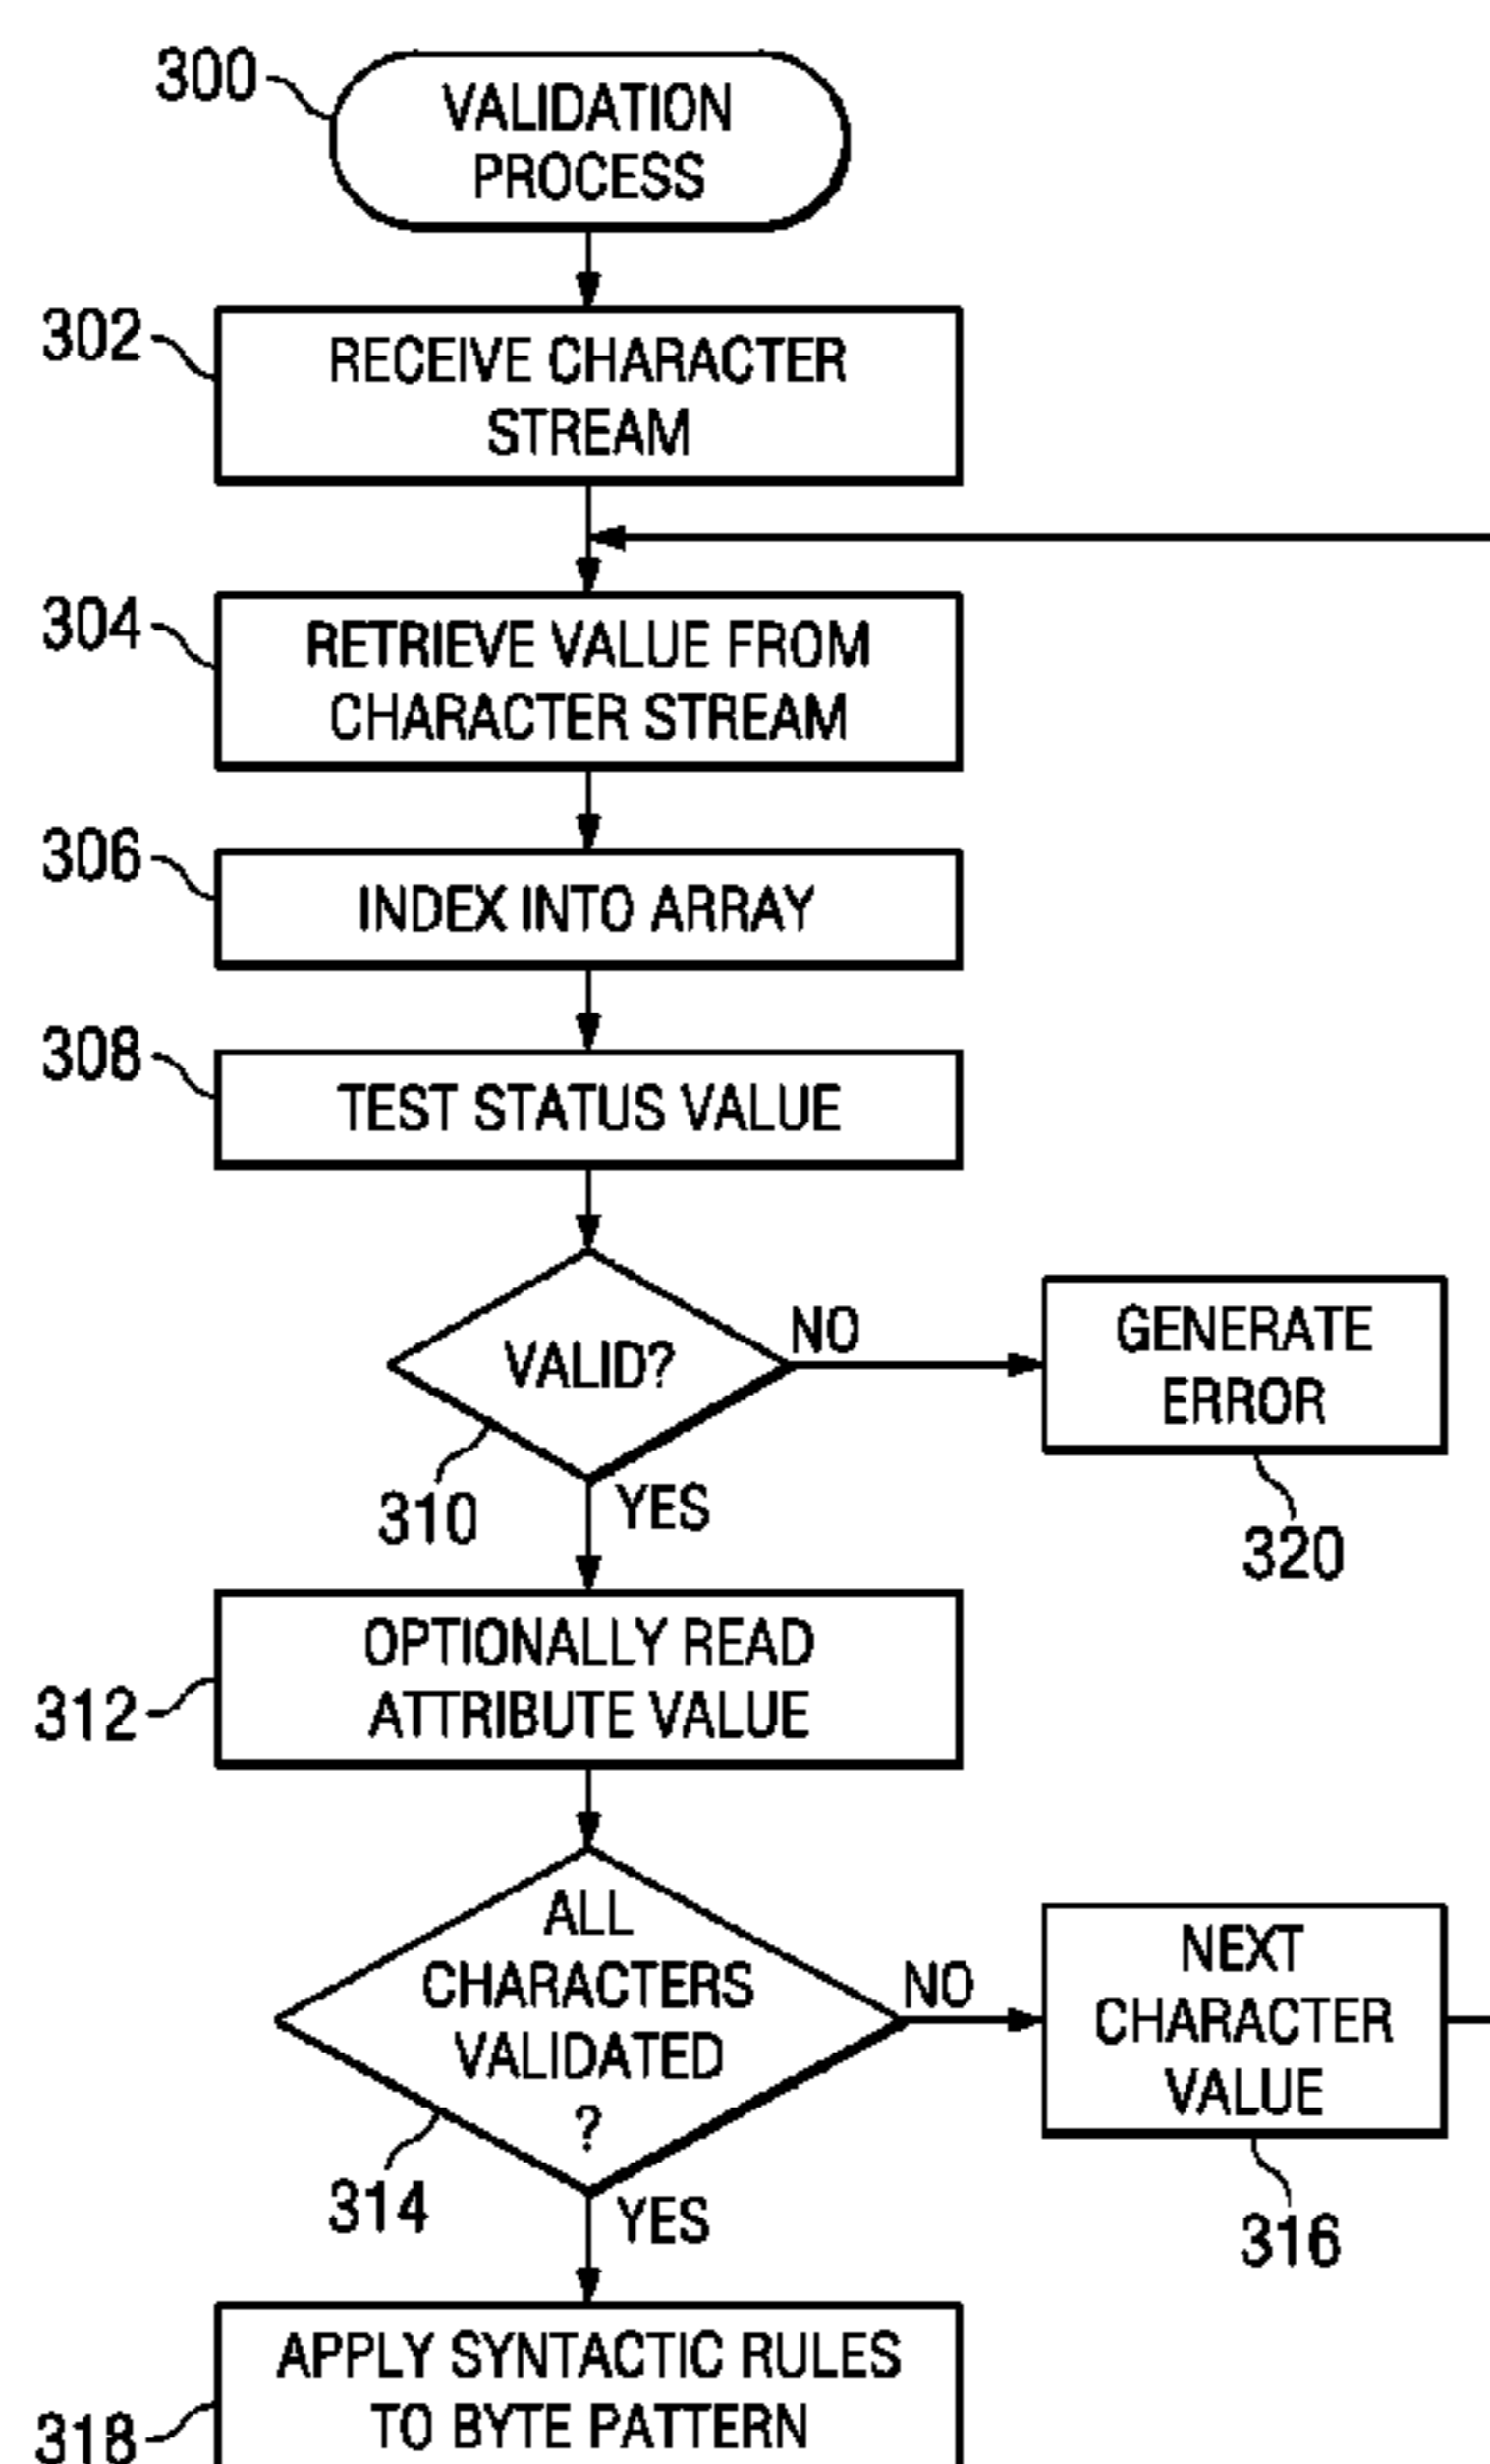 300
VALIDATION
PROCESS
302
RECEIVE CHARACTER
STREAM
304
RETRIEVE VALUE FROM
CHARACTER STREAM
306
INDEX INTO ARRAY
308
TEST STATUS VALUE
VALID?
NO
GENERATE
ERROR
310
YES
320
312
OPTIONALLY READ
ATTRIBUTE VALUE
ALL
CHARACTERS
VALIDATED
?
NO
NEXT
CHARACTER
VALUE
314
YES
316
318
APPLY SYNTACTIC RULES
TO BYTE PATTERN